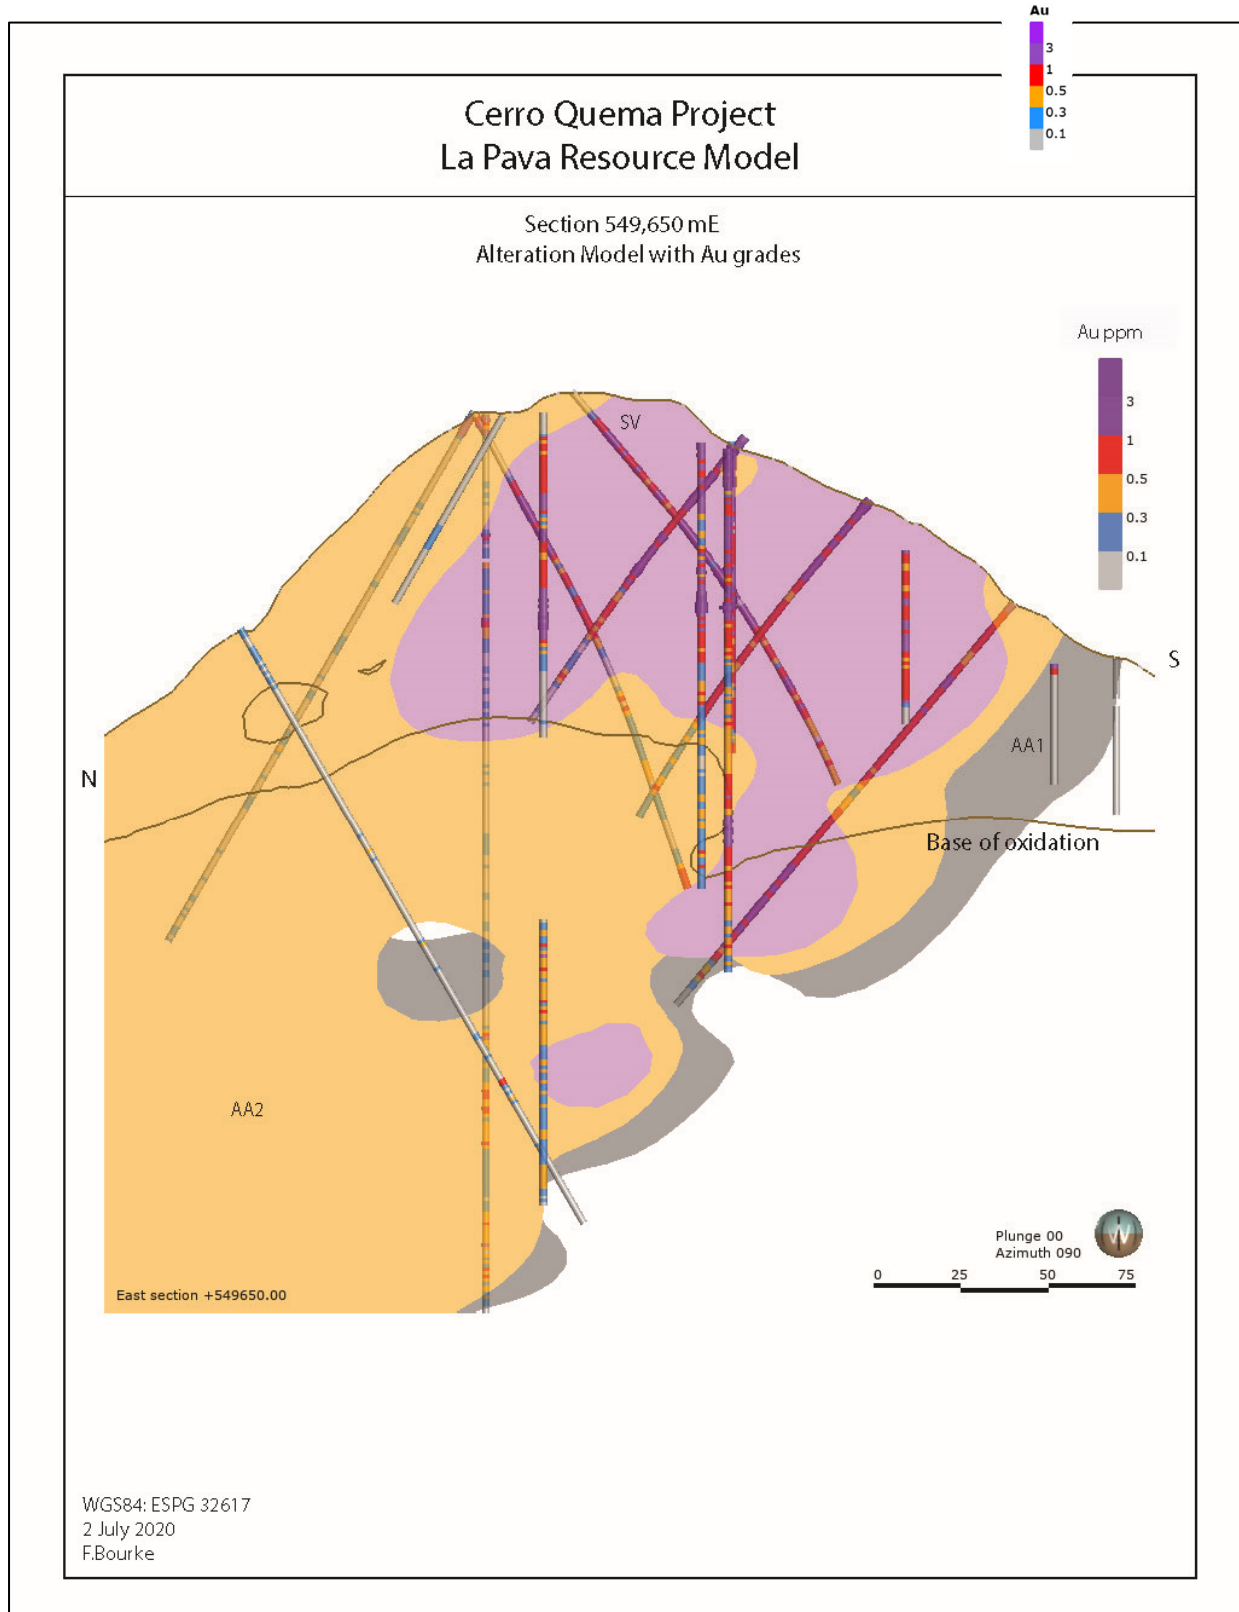 Au
3
1
0.5
0.3
0.1
Cerro Quema Project
La Pava Resource Model
Section 549,650 mE
Alteration Model with Au grades
Au ppm
3
1
0.5
0.3
0.1
SV
S
AA1
N
Base of oxidation
AA2
W
Plunge 00
Azimuth 090
0 25 50 75
East section +549650.00
WGS84: ESPG 32617
2 July 2020
F.Bourke